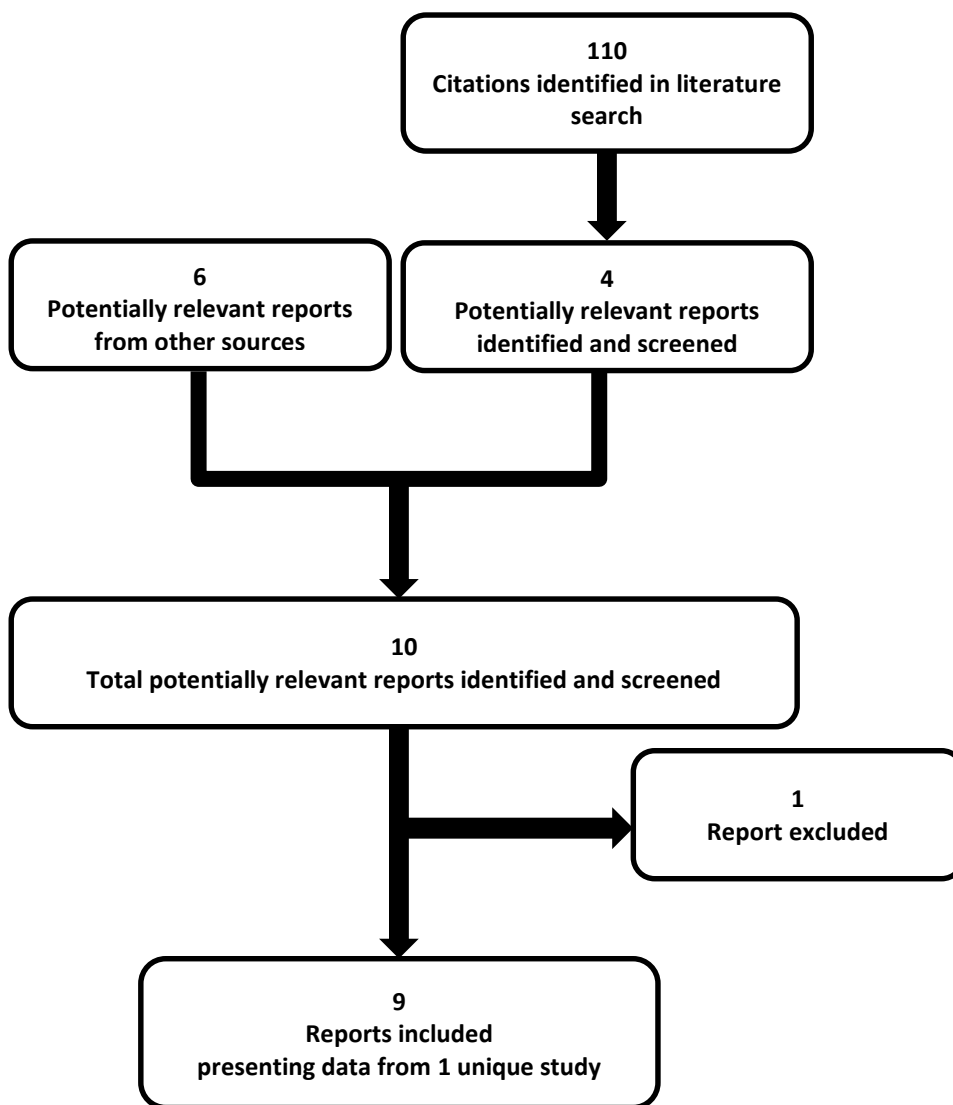 110
Citations identified in literature
search
6
Potentially relevant reports
from other sources
4
Potentially relevant reports
identified and screened
10
Total potentially relevant reports identified and screened
1
Report excluded
9
Reports included
presenting data from 1 unique study